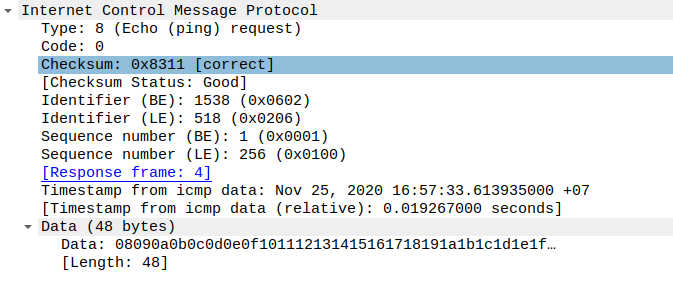 Internet Control Message Protocol
Type: 8 (Echo (ping) request)
Code: 0
Checksum: 0x8311 [correct]
[Checksum Status: Good]
Identifier (BE): 1538 (0x0602)
Identifier (LE): 518 (0x0206)
Sequence number (BE): 1 (0x0001)
Sequence number (LE): 256 (0x0100)
[Response frame: 4]
Timestamp from icmp data: Nov 25, 2020 16:57:33.613935000 +07
[Timestamp from icmp data (relative): 0.019267000 seconds]
Data (48 bytes)
Data: 08090a0b0c0d0e0f101112131415161718191a1b1c1d1e1f…
[Length: 48]